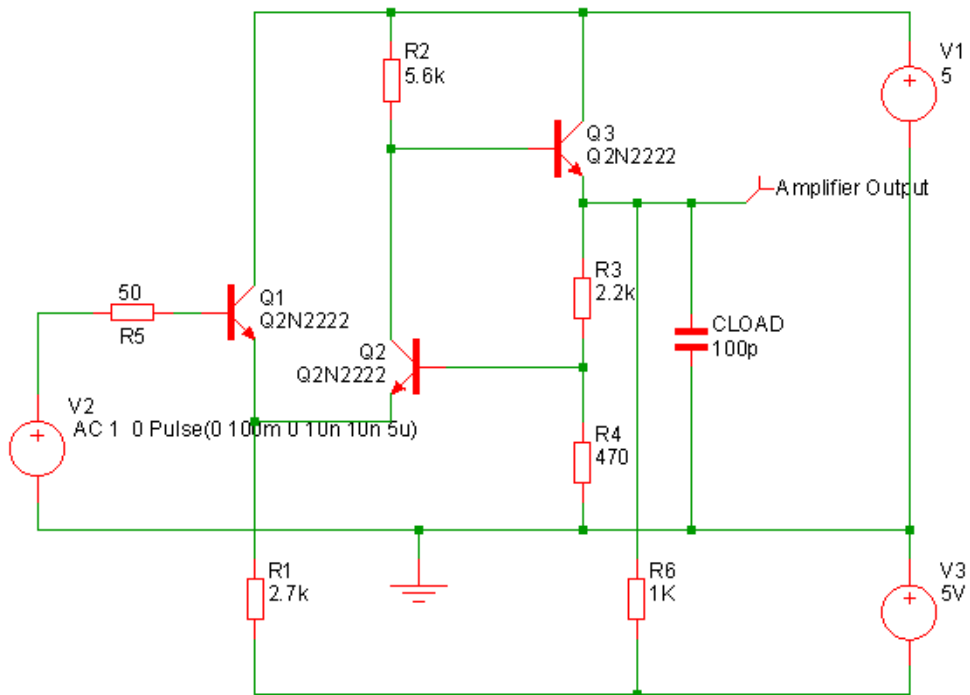 R2
5.6k
V1
5
Q3
Q2N2222
Amplifier Output
50
R5
Q1
Q2N2222
R3
2.2k
CLOAD
100p
Q2
Q2N2222
V2
AC 1 0 Pulse(0 100m 0 10n 10n 5u)
R4
470
R1
2.7k
R6
1K
V3
5V